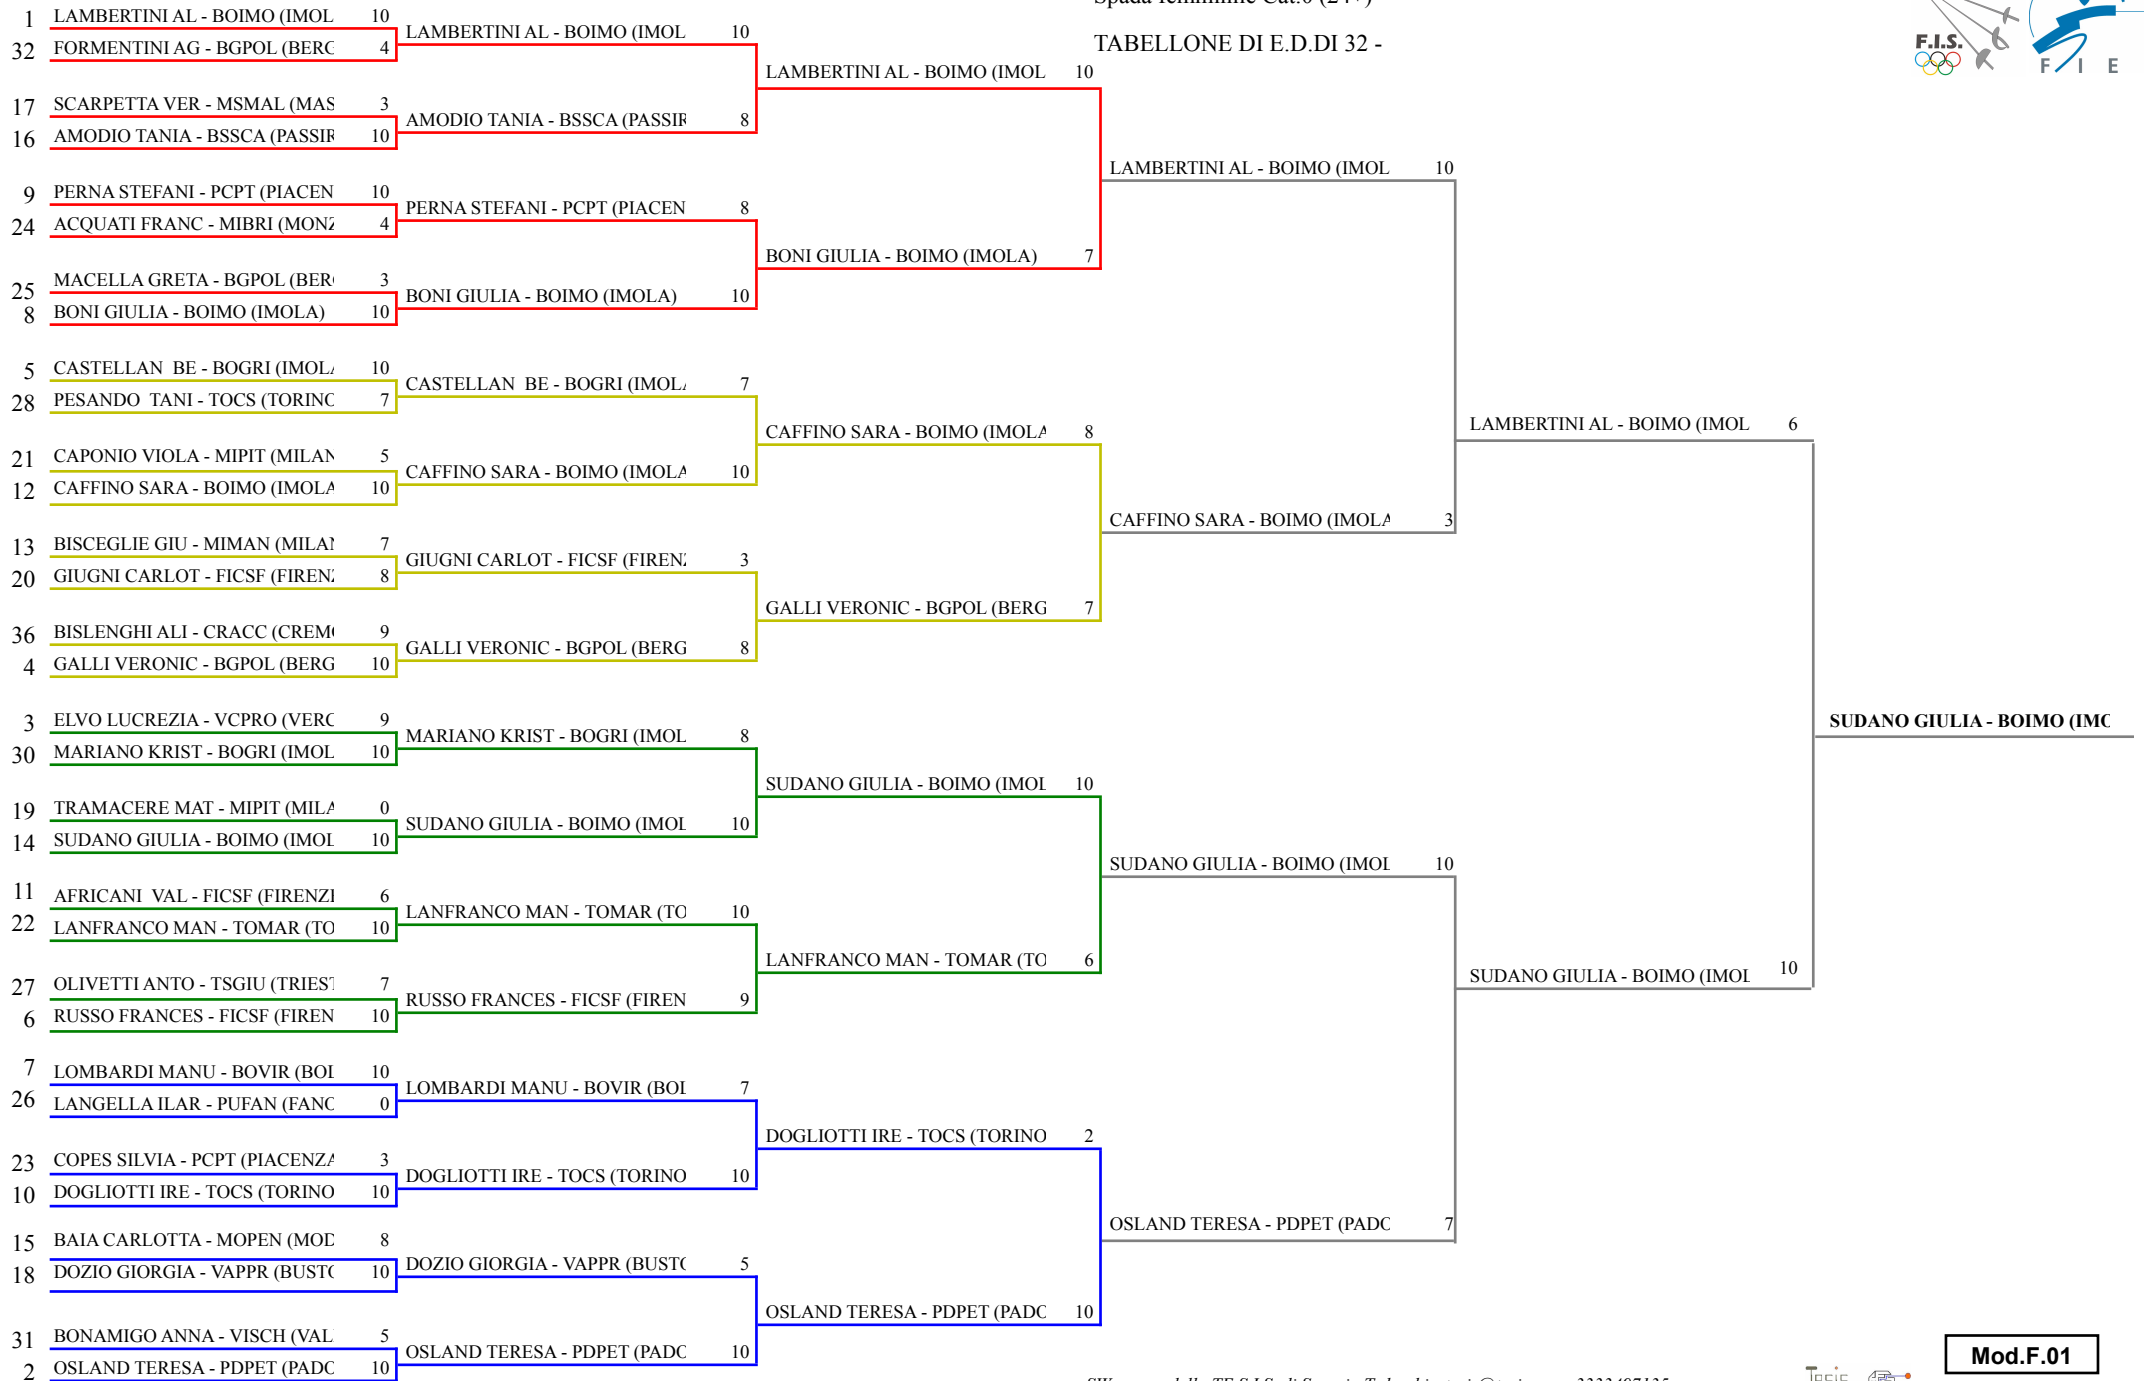 Spada femminile Cat.0 (24+)
TABELLONE DI E.D.DI 32 -
F.I.S.
F I E
1 LAMBERTINI AL - BOIMO (IMOL 10
32 FORMENTINI AG - BGPOL (BERG 4
17 SCARPETTA VER - MSMAL (MAS 3
16 AMODIO TANIA - BSSCA (PASSIR 10
9 PERNA STEFANI - PCPT (PIACEN 10
24 ACQUATI FRANC - MIBRI (MONZ 4
25 MACELLA GRETA - BGPOL (BER 3
8 BONI GIULIA - BOIMO (IMOLA) 10
5 CASTELLAN BE - BOGRI (IMOLA 10
28 PESANDO TANI - TOCS (TORINO 7
21 CAPONIO VIOLA - MIPIT (MILAN 5
12 CAFFINO SARA - BOIMO (IMOLA 10
13 BISCEGLIE GIU - MIMAN (MILAN 7
20 GIUGNI CARLOT - FICSF (FIRENZ 8
36 BISLENGHI ALI - CRACC (CREMO 9
4 GALLI VERONIC - BGPOL (BERG 10
3 ELVO LUCREZIA - VCPRO (VERC 9
30 MARIANO KRIST - BOGRI (IMOL 10
19 TRAMACERE MAT - MIPIT (MILA 0
14 SUDANO GIULIA - BOIMO (IMOL 10
11 AFRICANI VAL - FICSF (FIRENZE 6
22 LANFRANCO MAN - TOMAR (TO 10
27 OLIVETTI ANTO - TSGIU (TRIEST 7
6 RUSSO FRANCES - FICSF (FIREN 10
7 LOMBARDI MANU - BOVIR (BOL 10
26 LANGELLA ILAR - PUFAN (FANO 0
23 COPES SILVIA - PCPT (PIACENZA 3
10 DOGLIOTTI IRE - TOCS (TORINO 10
15 BAIA CARLOTTA - MOPEN (MOD 8
18 DOZIO GIORGIA - VAPPR (BUSTO 10
31 BONAMIGO ANNA - VISCH (VAL 5
2 OSLAND TERESA - PDPET (PADO 10
LAMBERTINI AL - BOIMO (IMOL 10
AMODIO TANIA - BSSCA (PASSIR 8
PERNA STEFANI - PCPT (PIACEN 8
BONI GIULIA - BOIMO (IMOLA) 10
CASTELLAN BE - BOGRI (IMOLA 7
CAFFINO SARA - BOIMO (IMOLA 10
GIUGNI CARLOT - FICSF (FIRENZ 3
GALLI VERONIC - BGPOL (BERG 8
MARIANO KRIST - BOGRI (IMOL 8
SUDANO GIULIA - BOIMO (IMOL 10
LANFRANCO MAN - TOMAR (TO 10
RUSSO FRANCES - FICSF (FIREN 9
LOMBARDI MANU - BOVIR (BOL 7
DOGLIOTTI IRE - TOCS (TORINO 10
DOZIO GIORGIA - VAPPR (BUSTO 5
OSLAND TERESA - PDPET (PADO 10
LAMBERTINI AL - BOIMO (IMOL 10
BONI GIULIA - BOIMO (IMOLA) 7
CAFFINO SARA - BOIMO (IMOLA 8
GALLI VERONIC - BGPOL (BERG 7
SUDANO GIULIA - BOIMO (IMOL 10
LANFRANCO MAN - TOMAR (TO 6
DOGLIOTTI IRE - TOCS (TORINO 2
OSLAND TERESA - PDPET (PADO 10
LAMBERTINI AL - BOIMO (IMOL 10
CAFFINO SARA - BOIMO (IMOLA 3
SUDANO GIULIA - BOIMO (IMOL 10
OSLAND TERESA - PDPET (PADO 7
LAMBERTINI AL - BOIMO (IMOL 6
SUDANO GIULIA - BOIMO (IMOL 10
SUDANO GIULIA - BOIMO (IMO
Mod.F.01